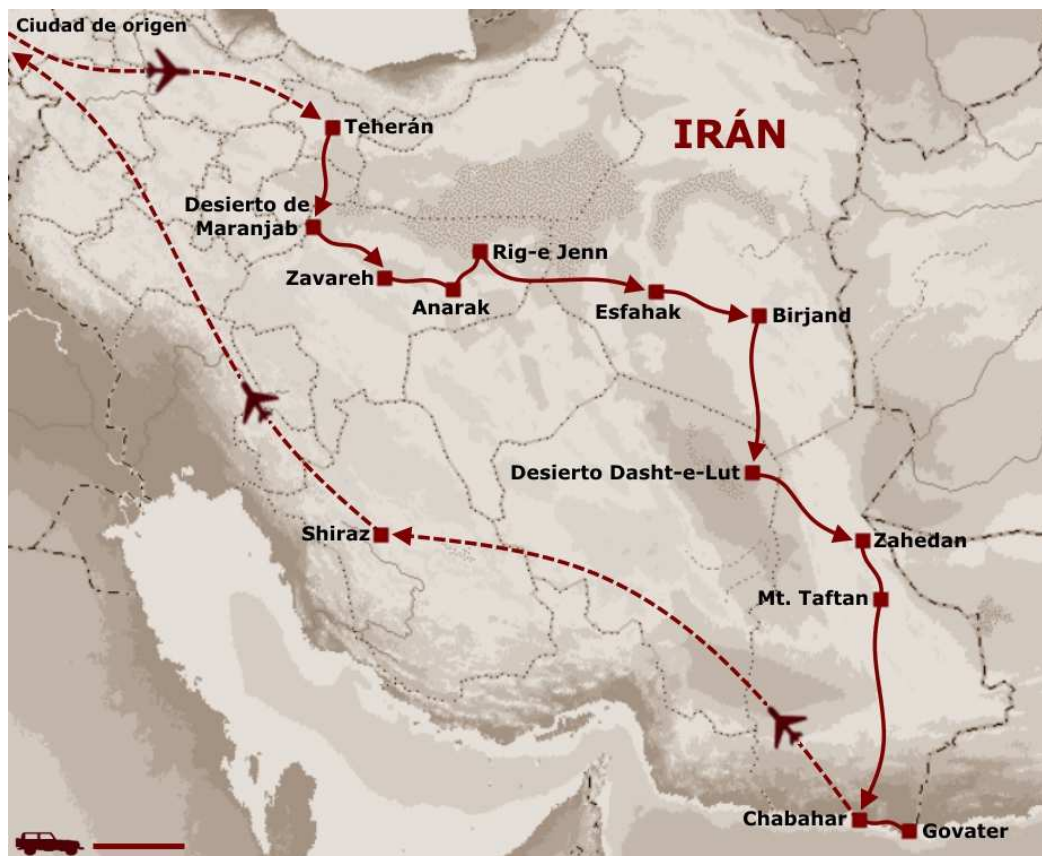 Ciudad de origen
Teherán
IRÁN
Desierto de
Maranjab
Rig-e Jenn
Zavareh
Anarak
Esfahak
Birjand
Desierto Dasht-e-Lut
Shiraz
Zahedan
Mt. Taftan
Chabahar
Govater